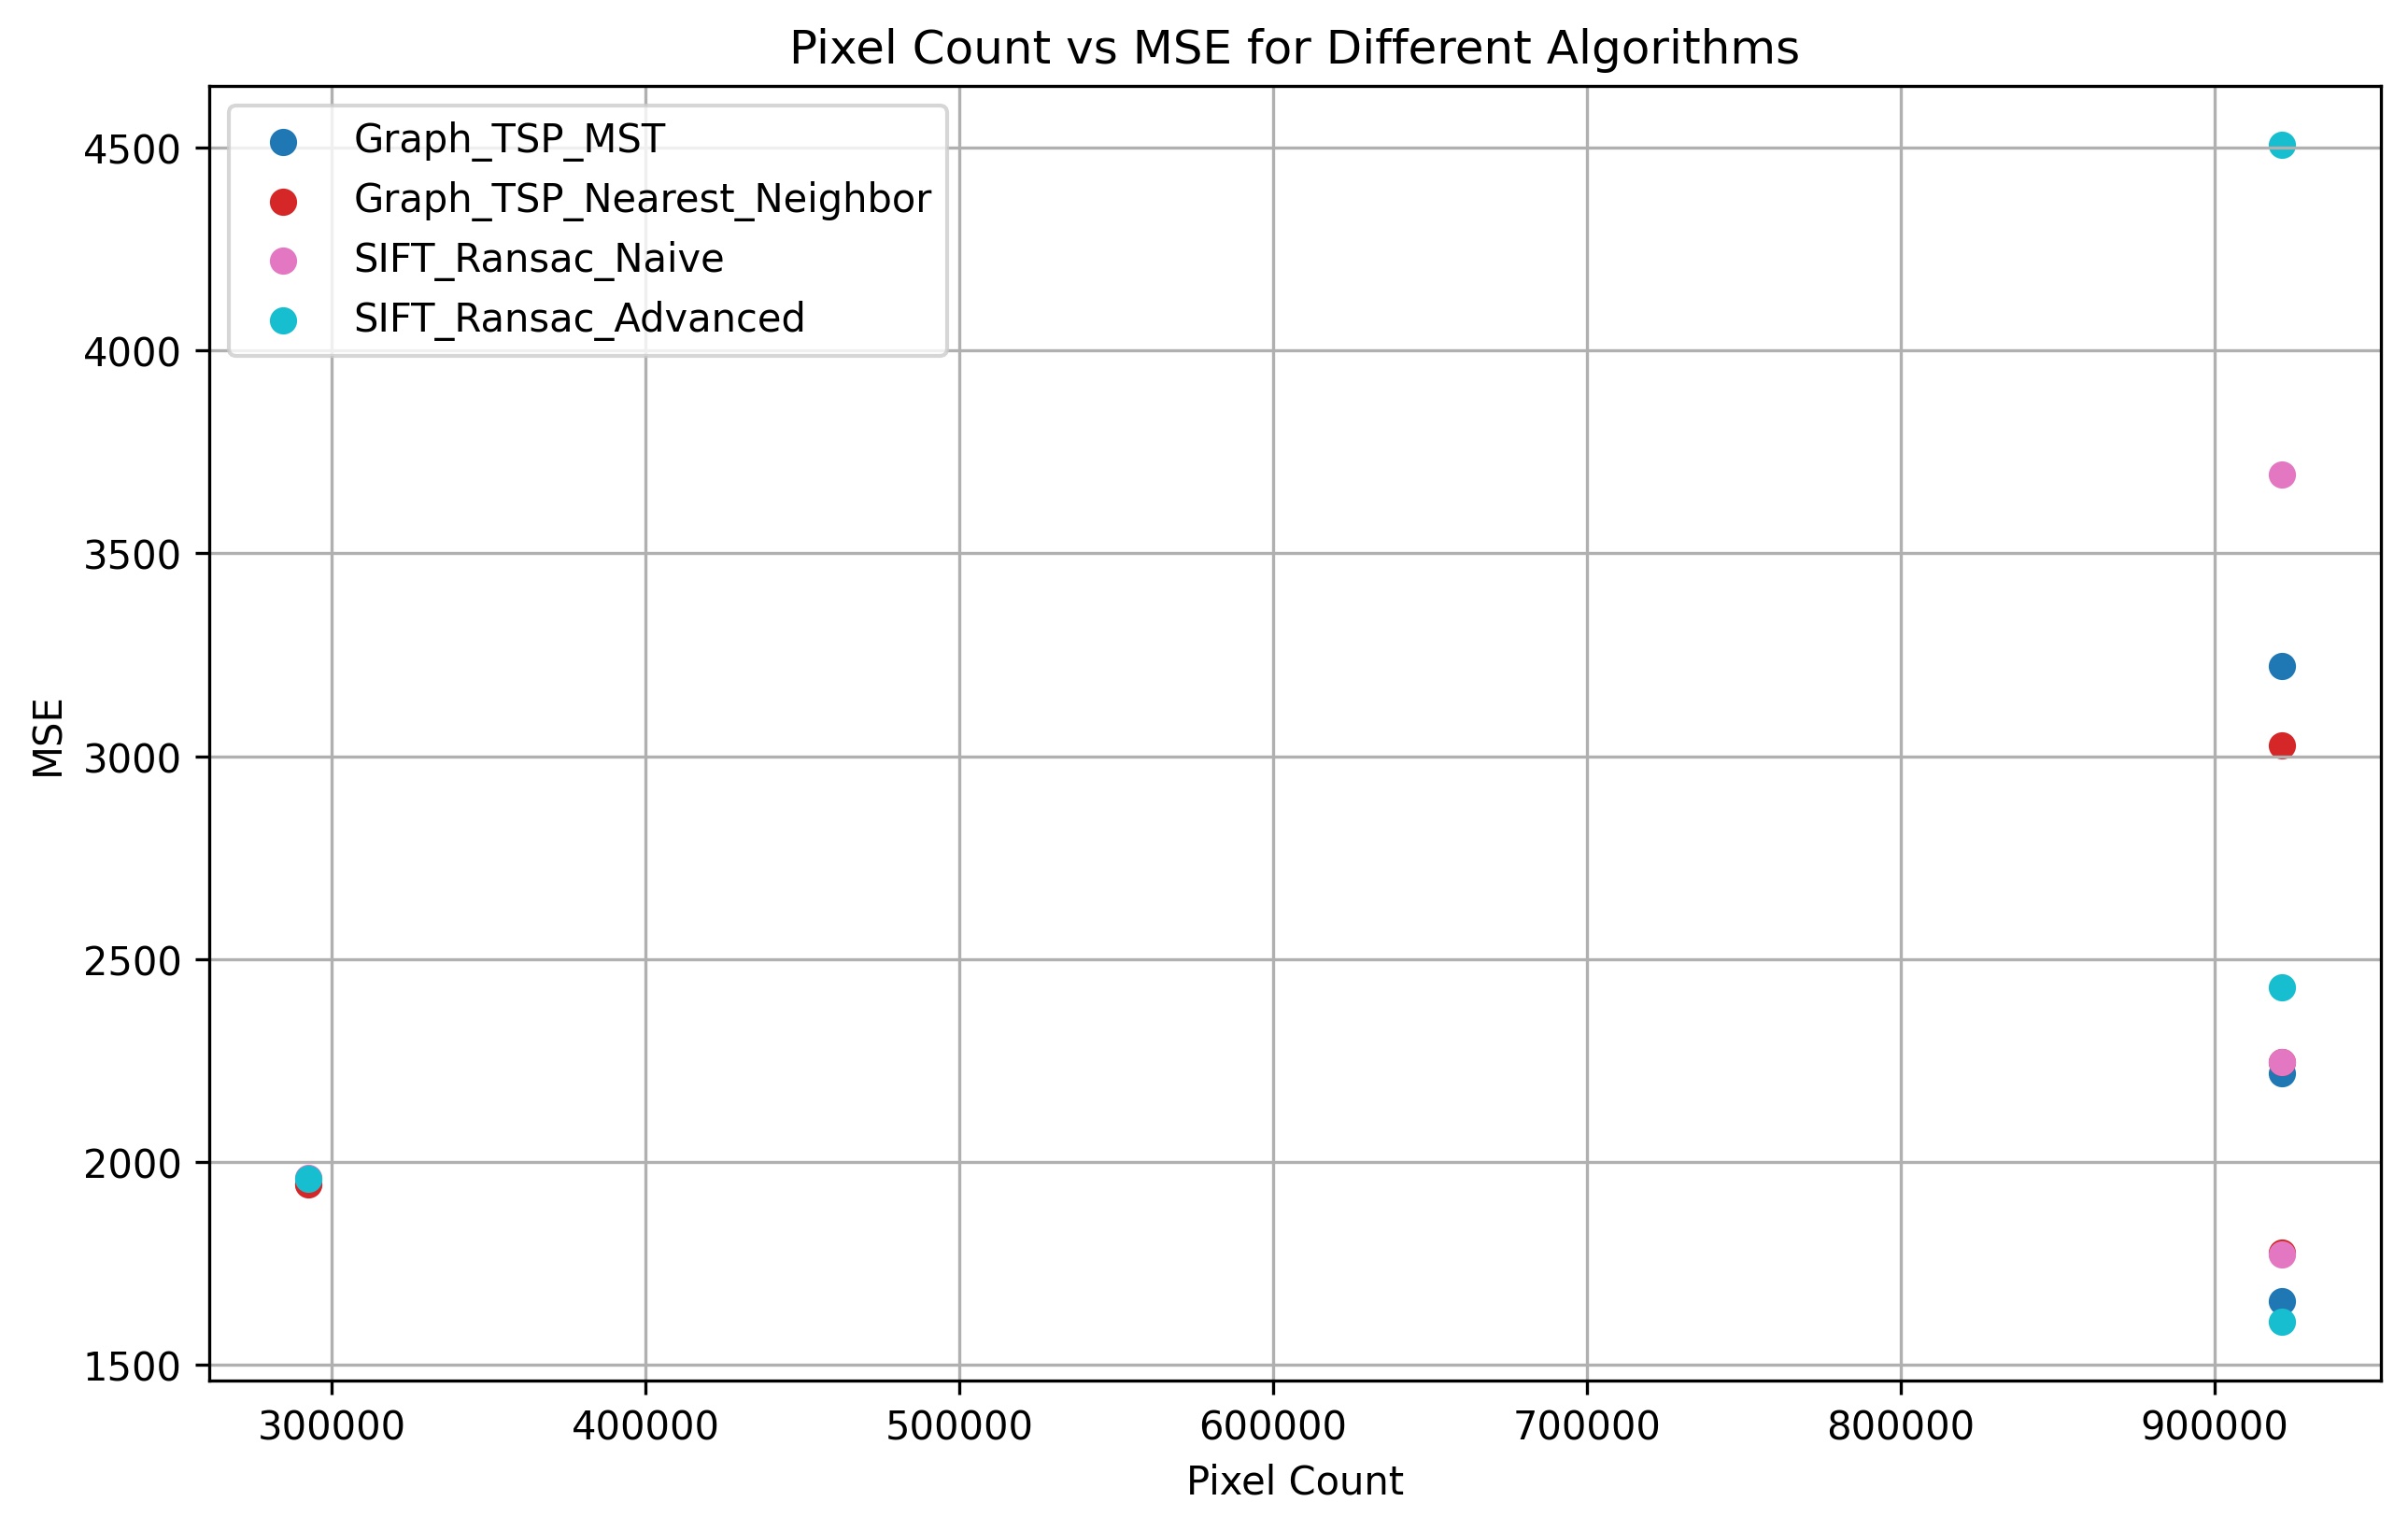 Pixel Count vs MSE for Different Algorithms
Graph_TSP_MST
Graph_TSP_Nearest_Neighbor
SIFT_Ransac_Naive
SIFT_Ransac_Advanced
MSE
4500
4000
3500
3000
2500
2000
1500
300000 400000 500000 600000 700000 800000 900000
Pixel Count